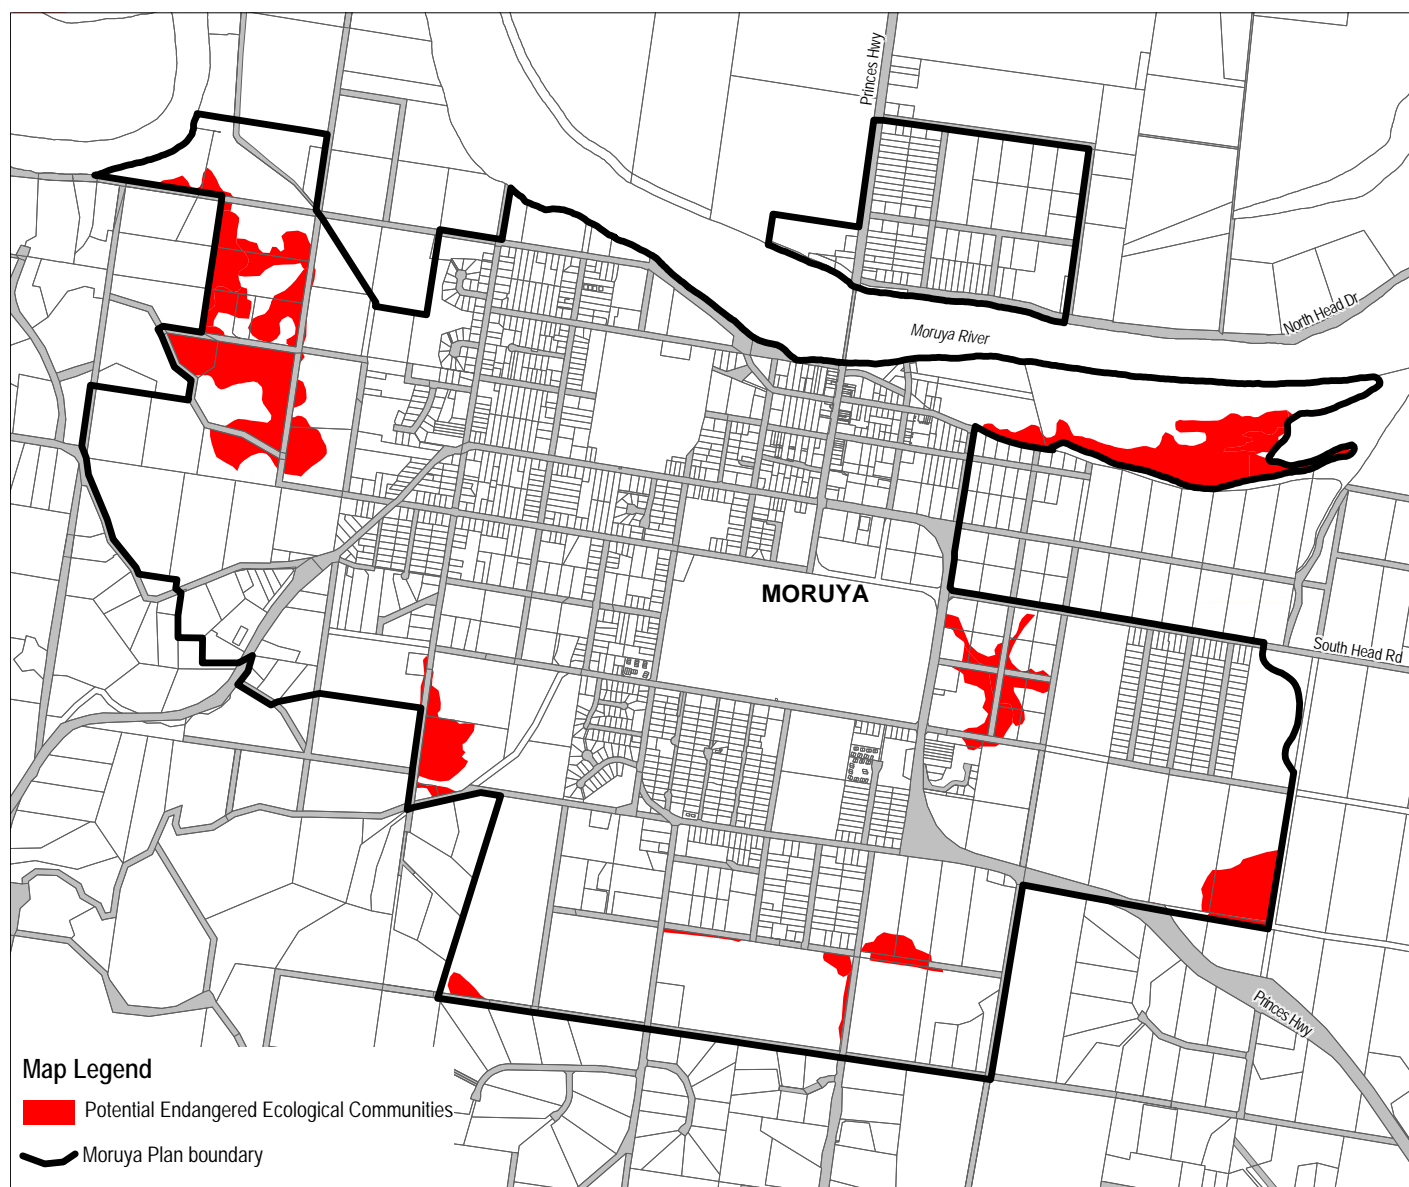 Princes Hwy
North Head Dr
Moruya River
MORUYA
South Head Rd
Princes Hwy
Map Legend
Potential Endangered Ecological Communities
Moruya Plan boundary